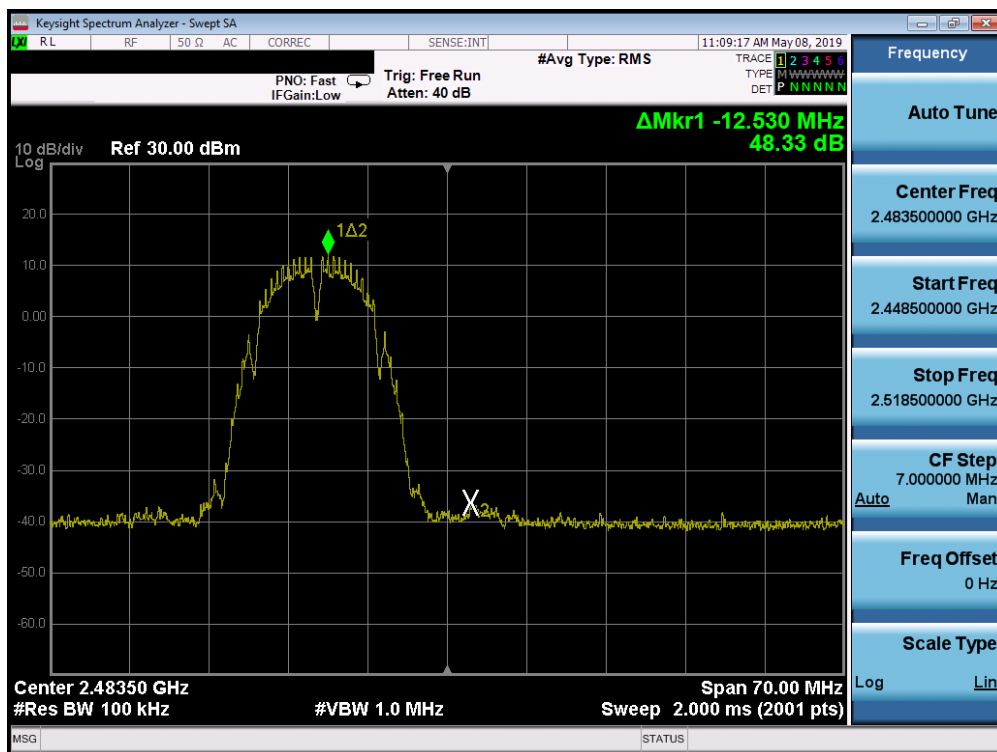 Keysight Spectrum Analyzer - Swept SA
LXI RL RF 50 Ω AC CORREC SENSE:INT 11:09:17 AM May 08, 2019
PNO: Fast
IFGain:Low
Trig: Free Run
Atten: 40 dB
#Avg Type: RMS
TRACE 1 2 3 4 5 6
TYPE M W W W W W
DET P N N N N N
ΔMkr1 -12.530 MHz
48.33 dB
10 dB/div
Log
Ref 30.00 dBm
20.0
10.0
0.00
-10.0
-20.0
-30.0
-40.0
-50.0
-60.0
1Δ2
X
Center 2.48350 GHz
#Res BW 100 kHz
#VBW 1.0 MHz
Span 70.00 MHz
Sweep 2.000 ms (2001 pts)
MSG STATUS
Frequency
Auto Tune
Center Freq
2.483500000 GHz
Start Freq
2.448500000 GHz
Stop Freq
2.518500000 GHz
CF Step
7.000000 MHz
Auto Man
Freq Offset
0 Hz
Scale Type
Log Lin